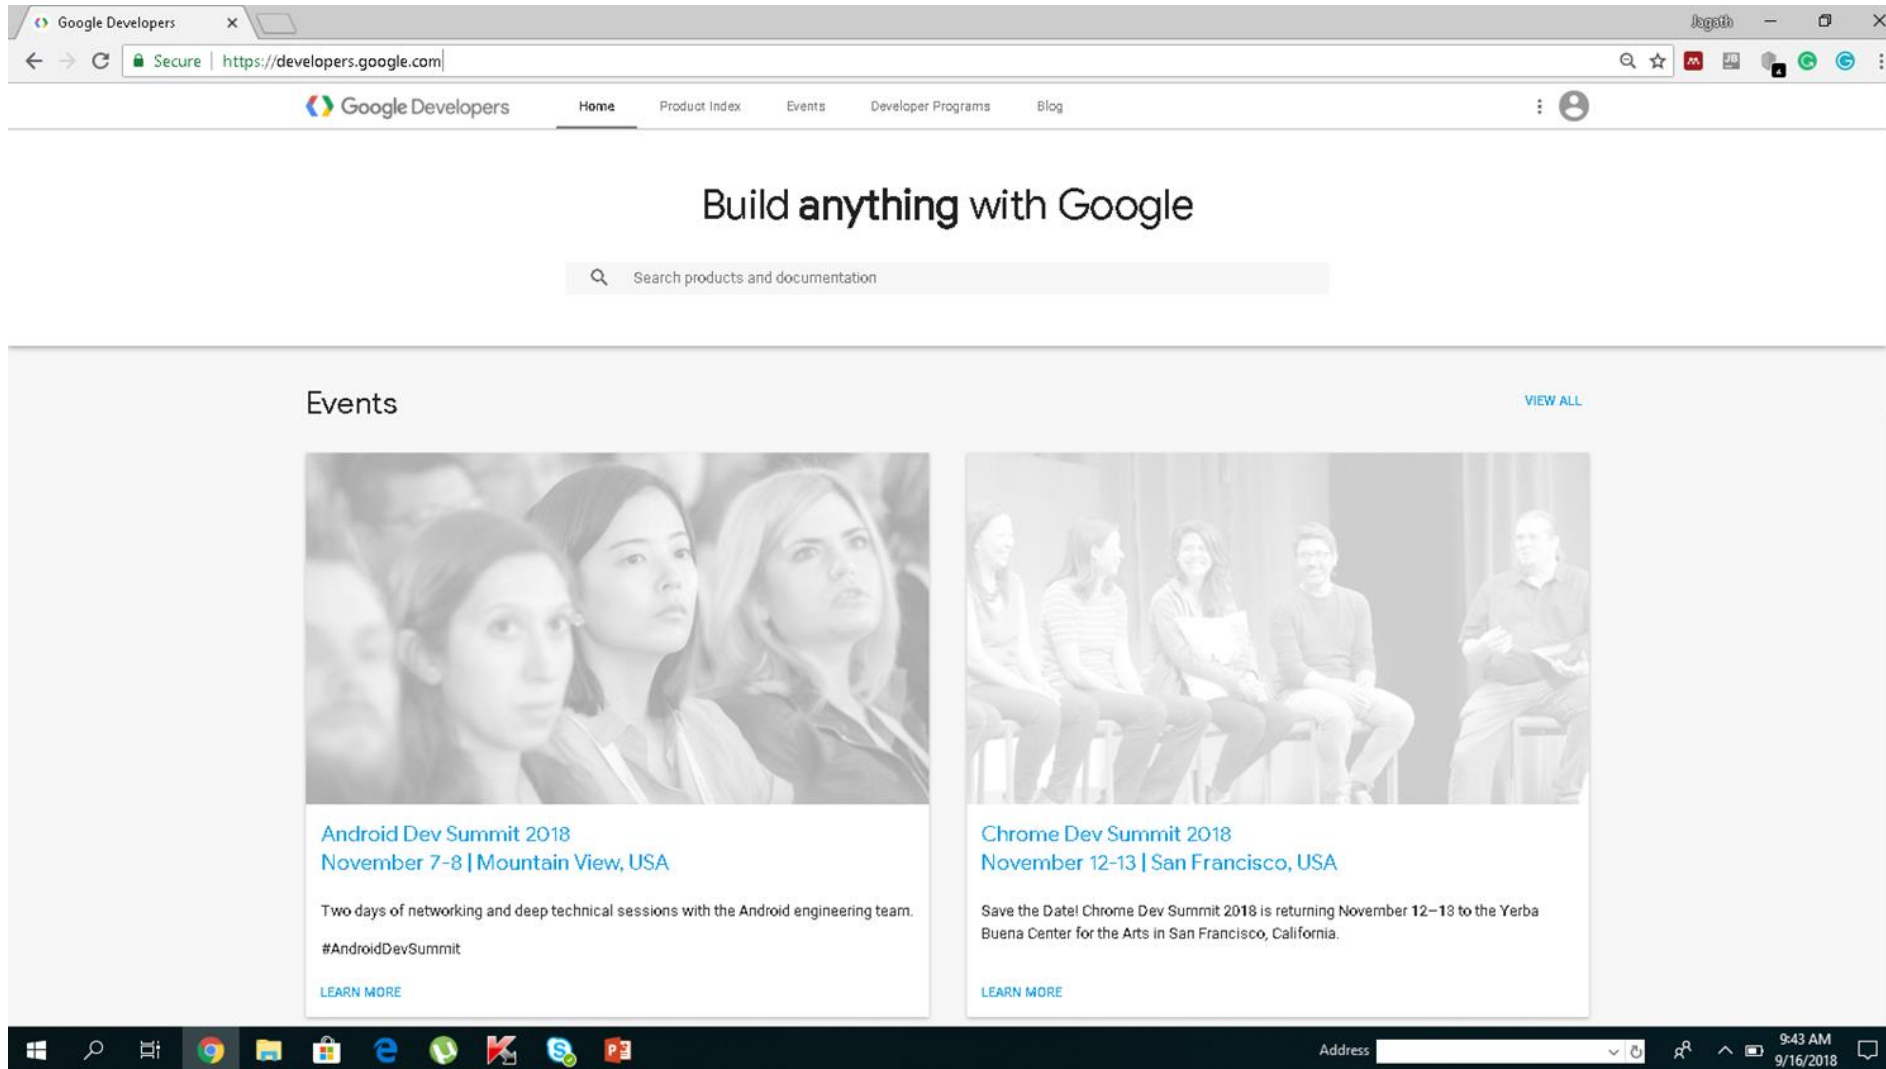 Google Developers
Jagath
Secure | https://developers.google.com
Google Developers Home Product Index Events Developer Programs Blog
Build anything with Google
Search products and documentation
Events
VIEW ALL
Android Dev Summit 2018
November 7-8 | Mountain View, USA
Two days of networking and deep technical sessions with the Android engineering team.
#AndroidDevSummit
LEARN MORE
Chrome Dev Summit 2018
November 12-13 | San Francisco, USA
Save the Date! Chrome Dev Summit 2018 is returning November 12–13 to the Yerba
Buena Center for the Arts in San Francisco, California.
LEARN MORE
Address
9:43 AM
9/16/2018